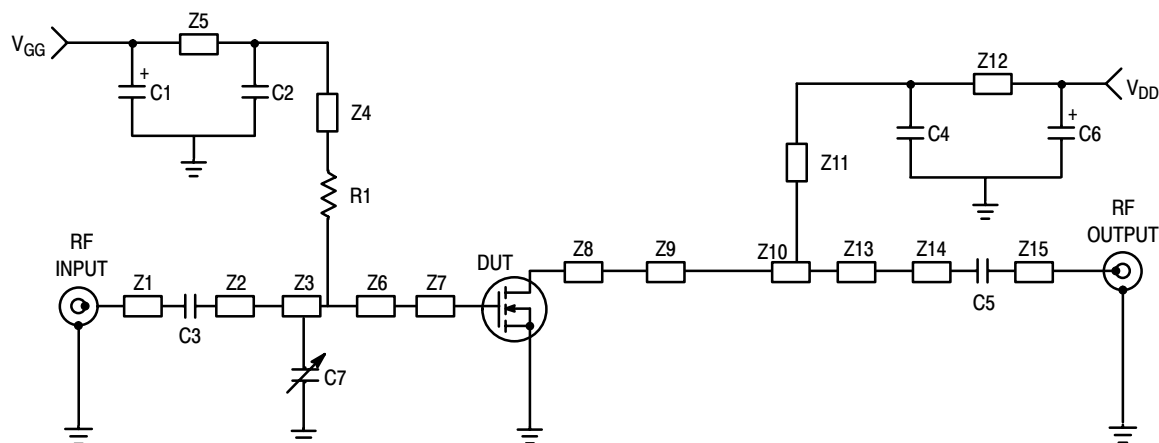 Z5
VGG
+
C1
C2
Z4
R1
Z12
VDD
+
C4
C6
Z11
RF
INPUT
Z1
C3
Z2
Z3
C7
Z6
Z7
DUT
Z8
Z9
Z10
Z13
Z14
C5
Z15
RF
OUTPUT